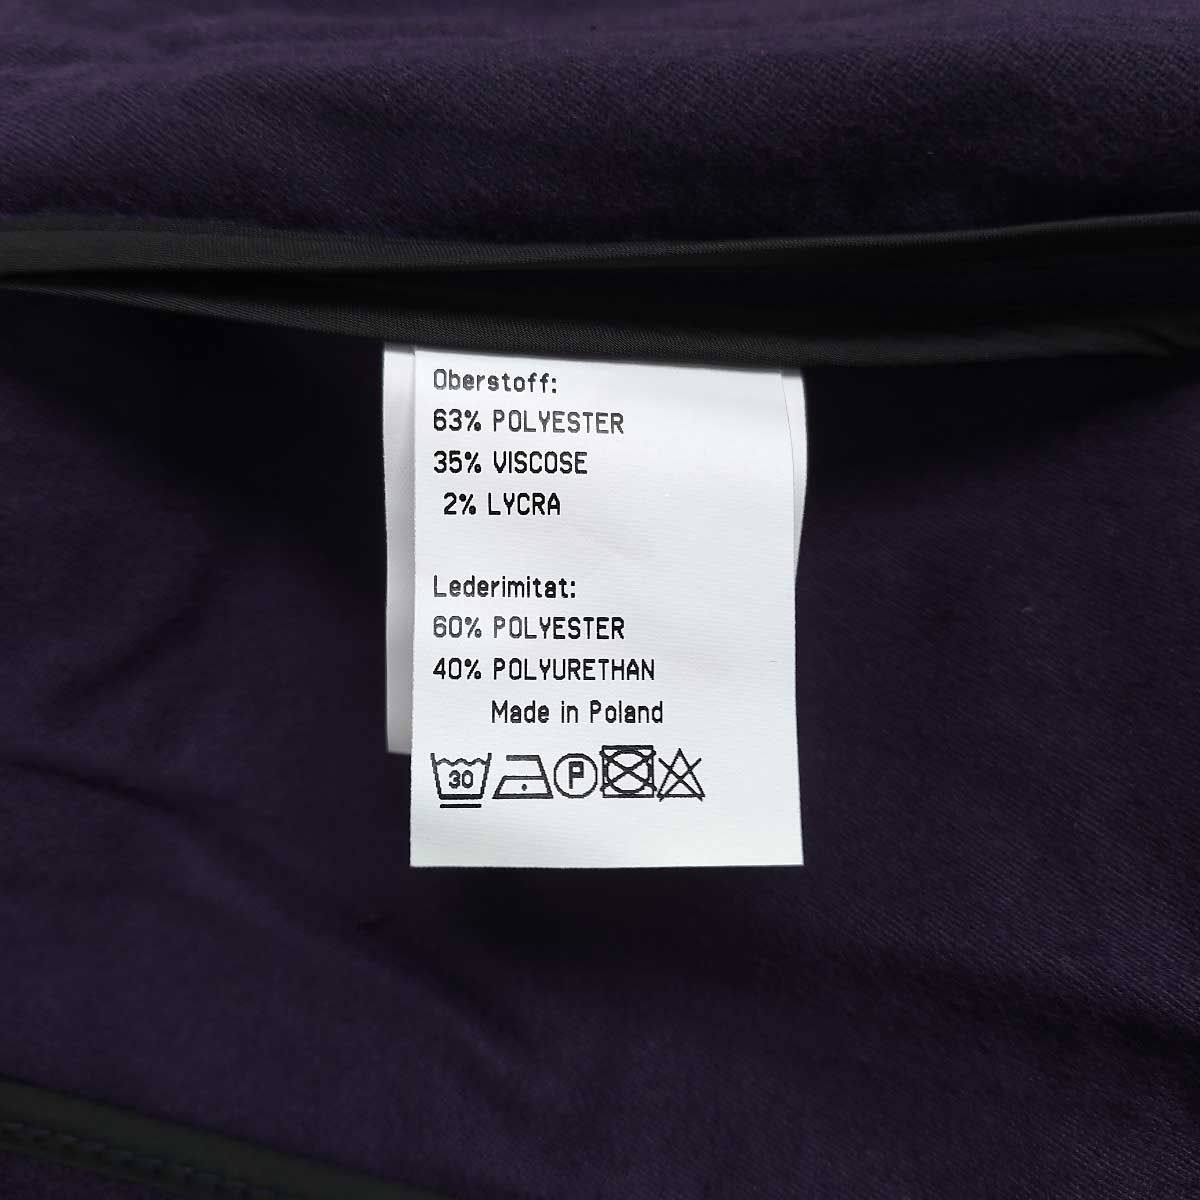 Oberstoff:
63% POLYESTER
35% VISCOSE
2% LYCRA
Lederimitat:
60% POLYESTER
40% POLYURETHAN
Made in Poland
30 P